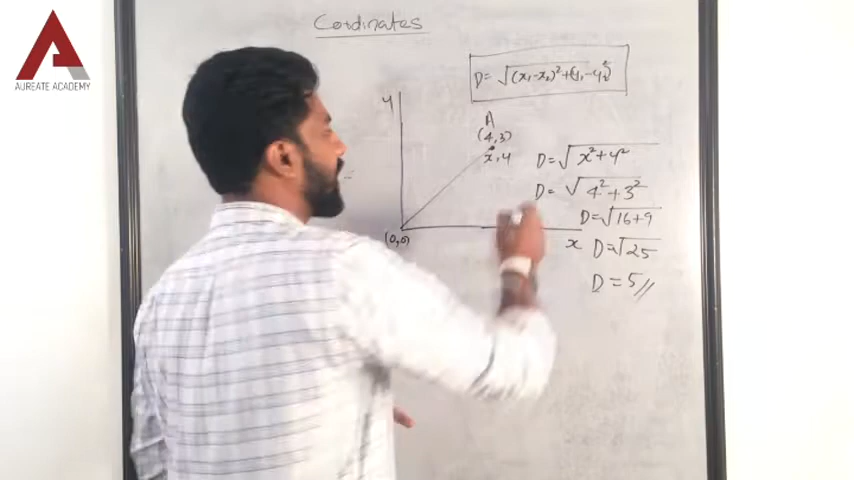 AUREATE ACADEMY
Cordinates
D = √(x₁-x₂)²+(y₁-y₂)²
y
A
(4,3)
x, y
D = √x²+y²
D = √4²+3²
D = √16+9
(0,0)
x
D = √25
D = 5//